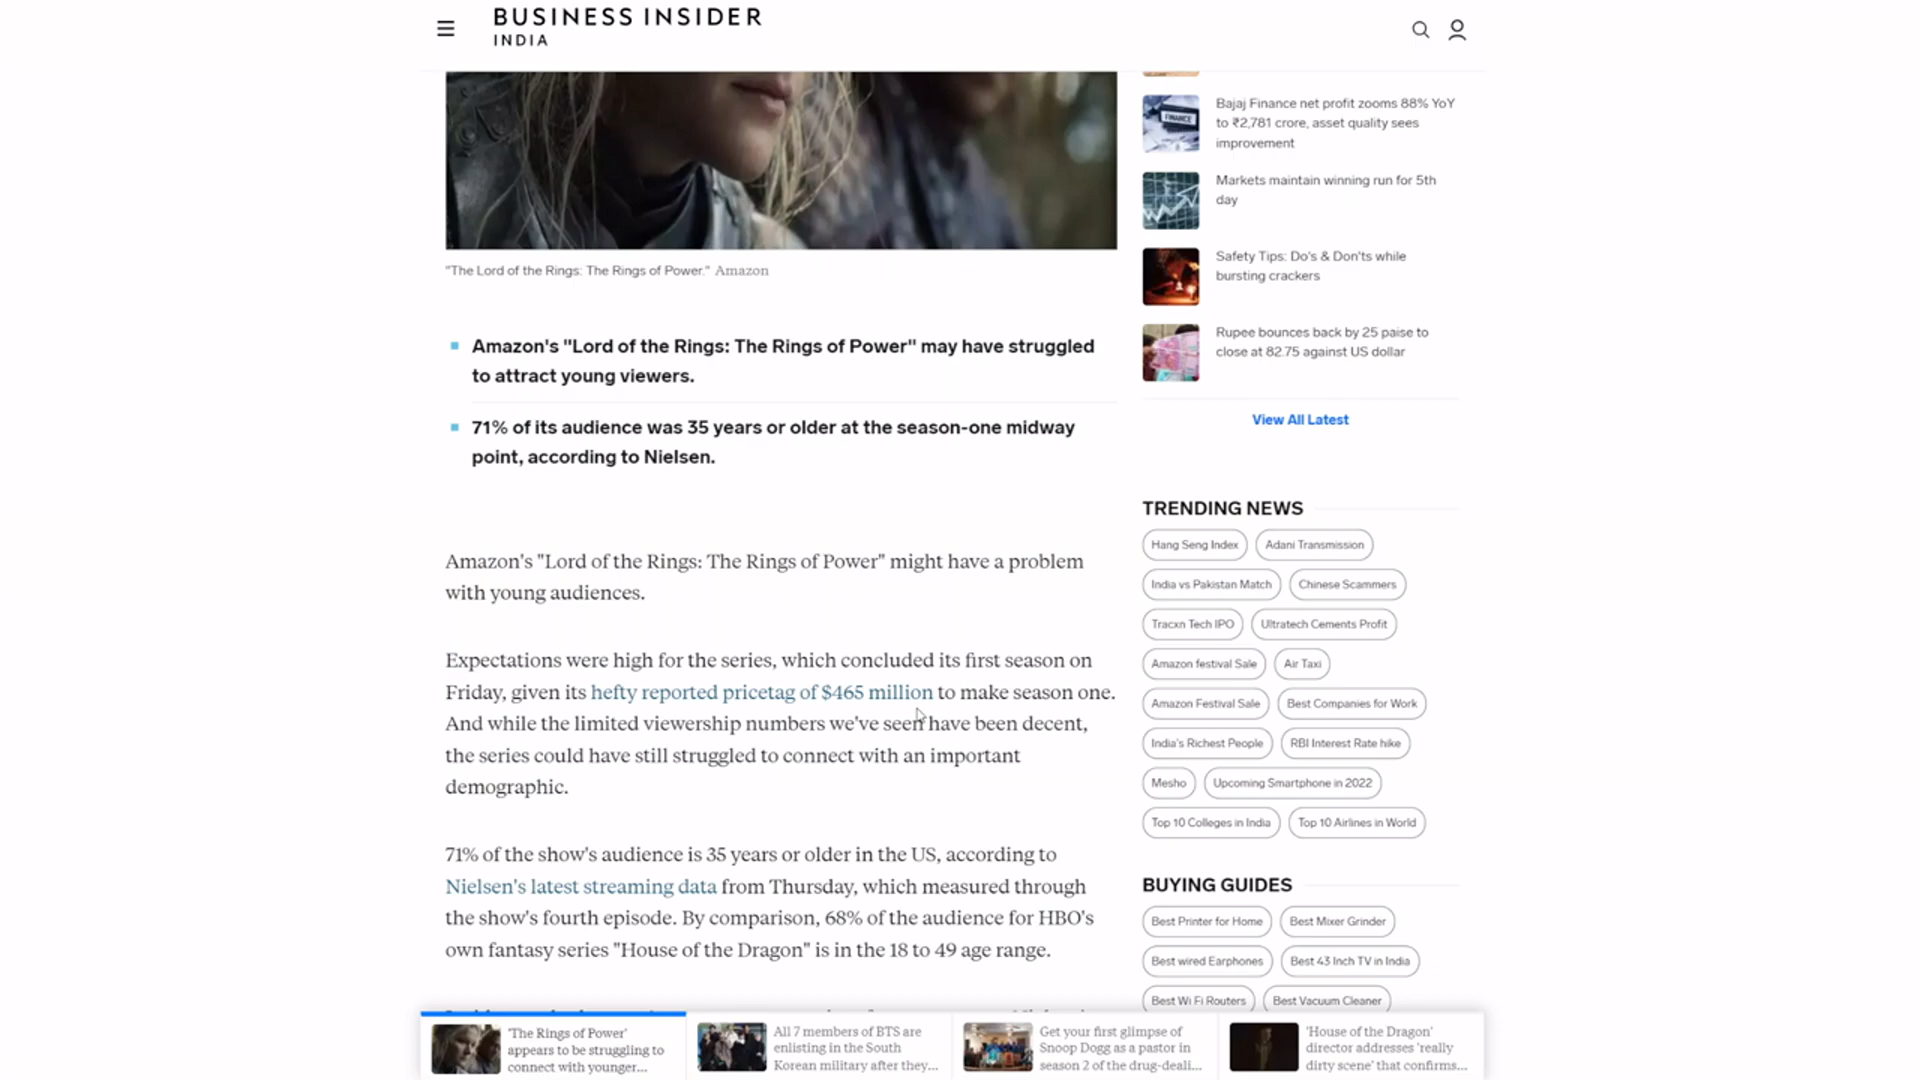 BUSINESS INSIDER
INDIA
"The Lord of the Rings: The Rings of Power." Amazon
Amazon's "Lord of the Rings: The Rings of Power" may have struggled
to attract young viewers.
71% of its audience was 35 years or older at the season-one midway
point, according to Nielsen.
Amazon's "Lord of the Rings: The Rings of Power" might have a problem
with young audiences.
Expectations were high for the series, which concluded its first season on
Friday, given its hefty reported pricetag of $465 million to make season one.
And while the limited viewership numbers we've seen have been decent,
the series could have still struggled to connect with an important
demographic.
71% of the show's audience is 35 years or older in the US, according to
Nielsen's latest streaming data from Thursday, which measured through
the show's fourth episode. By comparison, 68% of the audience for HBO's
own fantasy series "House of the Dragon" is in the 18 to 49 age range.
FINANCE
Bajaj Finance net profit zooms 88% YoY
to ₹2,781 crore, asset quality sees
improvement
Markets maintain winning run for 5th
day
Safety Tips: Do's & Don'ts while
bursting crackers
Rupee bounces back by 25 paise to
close at 82.75 against US dollar
View All Latest
TRENDING NEWS
Hang Seng Index
Adani Transmission
India vs Pakistan Match
Chinese Scammers
Tracxn Tech IPO
Ultratech Cements Profit
Amazon festival Sale
Air Taxi
Amazon Festival Sale
Best Companies for Work
India's Richest People
RBI Interest Rate hike
Mesho
Upcoming Smartphone in 2022
Top 10 Colleges in India
Top 10 Airlines in World
BUYING GUIDES
Best Printer for Home
Best Mixer Grinder
Best wired Earphones
Best 43 Inch TV in India
Best Wi Fi Routers
Best Vacuum Cleaner
'The Rings of Power'
appears to be struggling to
connect with younger...
All 7 members of BTS are
enlisting in the South
Korean military after they...
Get your first glimpse of
Snoop Dogg as a pastor in
season 2 of the drug-deali...
'House of the Dragon'
director addresses 'really
dirty scene' that confirms...